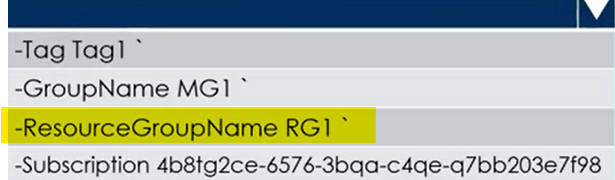 -Tag Tag1 `
-GroupName MG1 `
-ResourceGroupName RG1 `
-Subscription 4b8tg2ce-6576-3bqa-c4qe-q7bb203e7f98